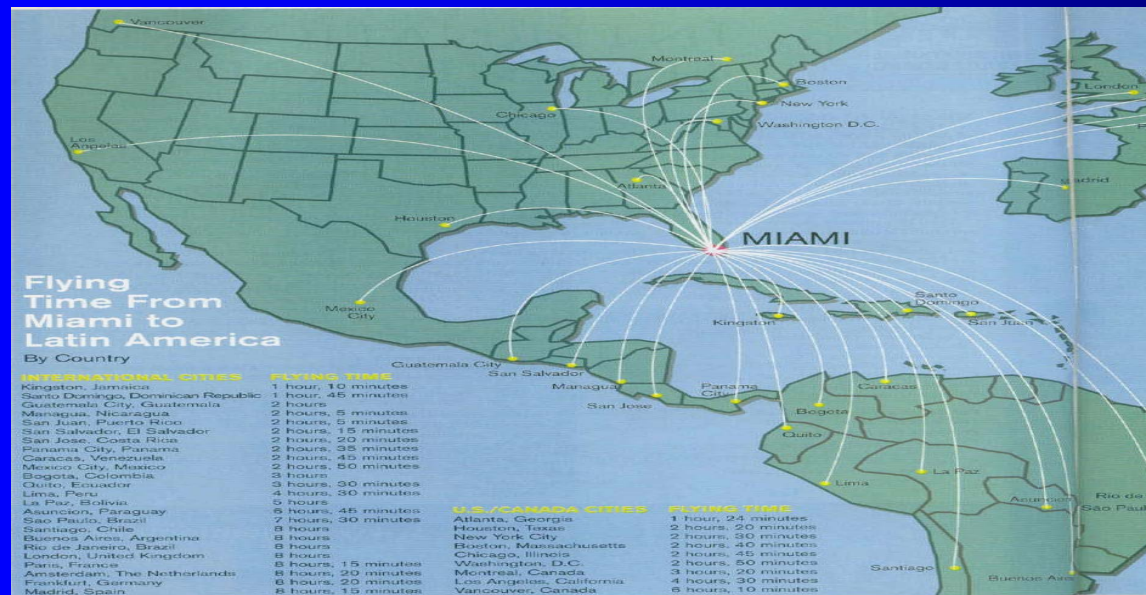 Vancouver
Montreal
Boston
London
Chicago
New York
Washington D.C.
Los
Angeles
Atlanta
Madrid
Houston
MIAMI
Flying
Time From
Miami to
Latin America
By Country
Mexico
City
Santo
Domingo
Kingston
San Juan
Guatemala City
San Salvador
Managua
San Jose
Panama
City
Caracas
Bogota
Quito
Lima
La Paz
Asuncion
Rio de
São Paul
Santiago
Buenos Aire
INTERNATIONAL CITIES FLYING TIME
Kingston, Jamaica 1 hour, 10 minutes
Santo Domingo, Dominican Republic 1 hour, 45 minutes
Guatemala City, Guatemala 2 hours
Managua, Nicaragua 2 hours, 5 minutes
San Juan, Puerto Rico 2 hours, 5 minutes
San Salvador, El Salvador 2 hours, 15 minutes
San Jose, Costa Rica 2 hours, 20 minutes
Panama City, Panama 2 hours, 35 minutes
Caracas, Venezuela 2 hours, 45 minutes
Mexico City, Mexico 2 hours, 50 minutes
Bogota, Colombia 3 hours
Quito, Ecuador 3 hours, 30 minutes
Lima, Peru 4 hours, 30 minutes
La Paz, Bolivia 5 hours
Asuncion, Paraguay 6 hours, 45 minutes
Sao Paulo, Brazil 7 hours, 30 minutes
Santiago, Chile 8 hours
Buenos Aires, Argentina 8 hours
Rio de Janeiro, Brazil 8 hours
London, United Kingdom 8 hours
Paris, France 8 hours, 15 minutes
Amsterdam, The Netherlands 8 hours, 20 minutes
Frankfurt, Germany 8 hours, 20 minutes
Madrid, Spain 8 hours, 15 minutes
U.S./CANADA CITIES FLYING TIME
Atlanta, Georgia 1 hour, 24 minutes
Houston, Texas 2 hours, 20 minutes
New York City 2 hours, 30 minutes
Boston, Massachusetts 2 hours, 40 minutes
Chicago, Illinois 2 hours, 45 minutes
Washington, D.C. 2 hours, 50 minutes
Montreal, Canada 3 hours, 20 minutes
Los Angeles, California 4 hours, 30 minutes
Vancouver, Canada 6 hours, 10 minutes